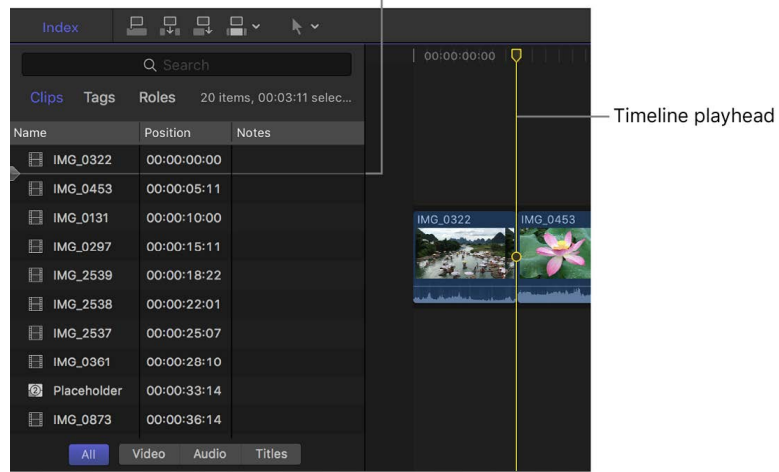 Index
Search
Clips Tags Roles 20 items, 00:03:11 selec...
Name Position Notes
IMG_0322 00:00:00:00
IMG_0453 00:00:05:11
IMG_0131 00:00:10:00
IMG_0297 00:00:15:11
IMG_2539 00:00:18:22
IMG_2538 00:00:22:01
IMG_2537 00:00:25:07
IMG_0361 00:00:28:10
2 Placeholder 00:00:33:14
IMG_0873 00:00:36:14
All Video Audio Titles
00:00:00:00
IMG_0322 IMG_0453
Timeline playhead